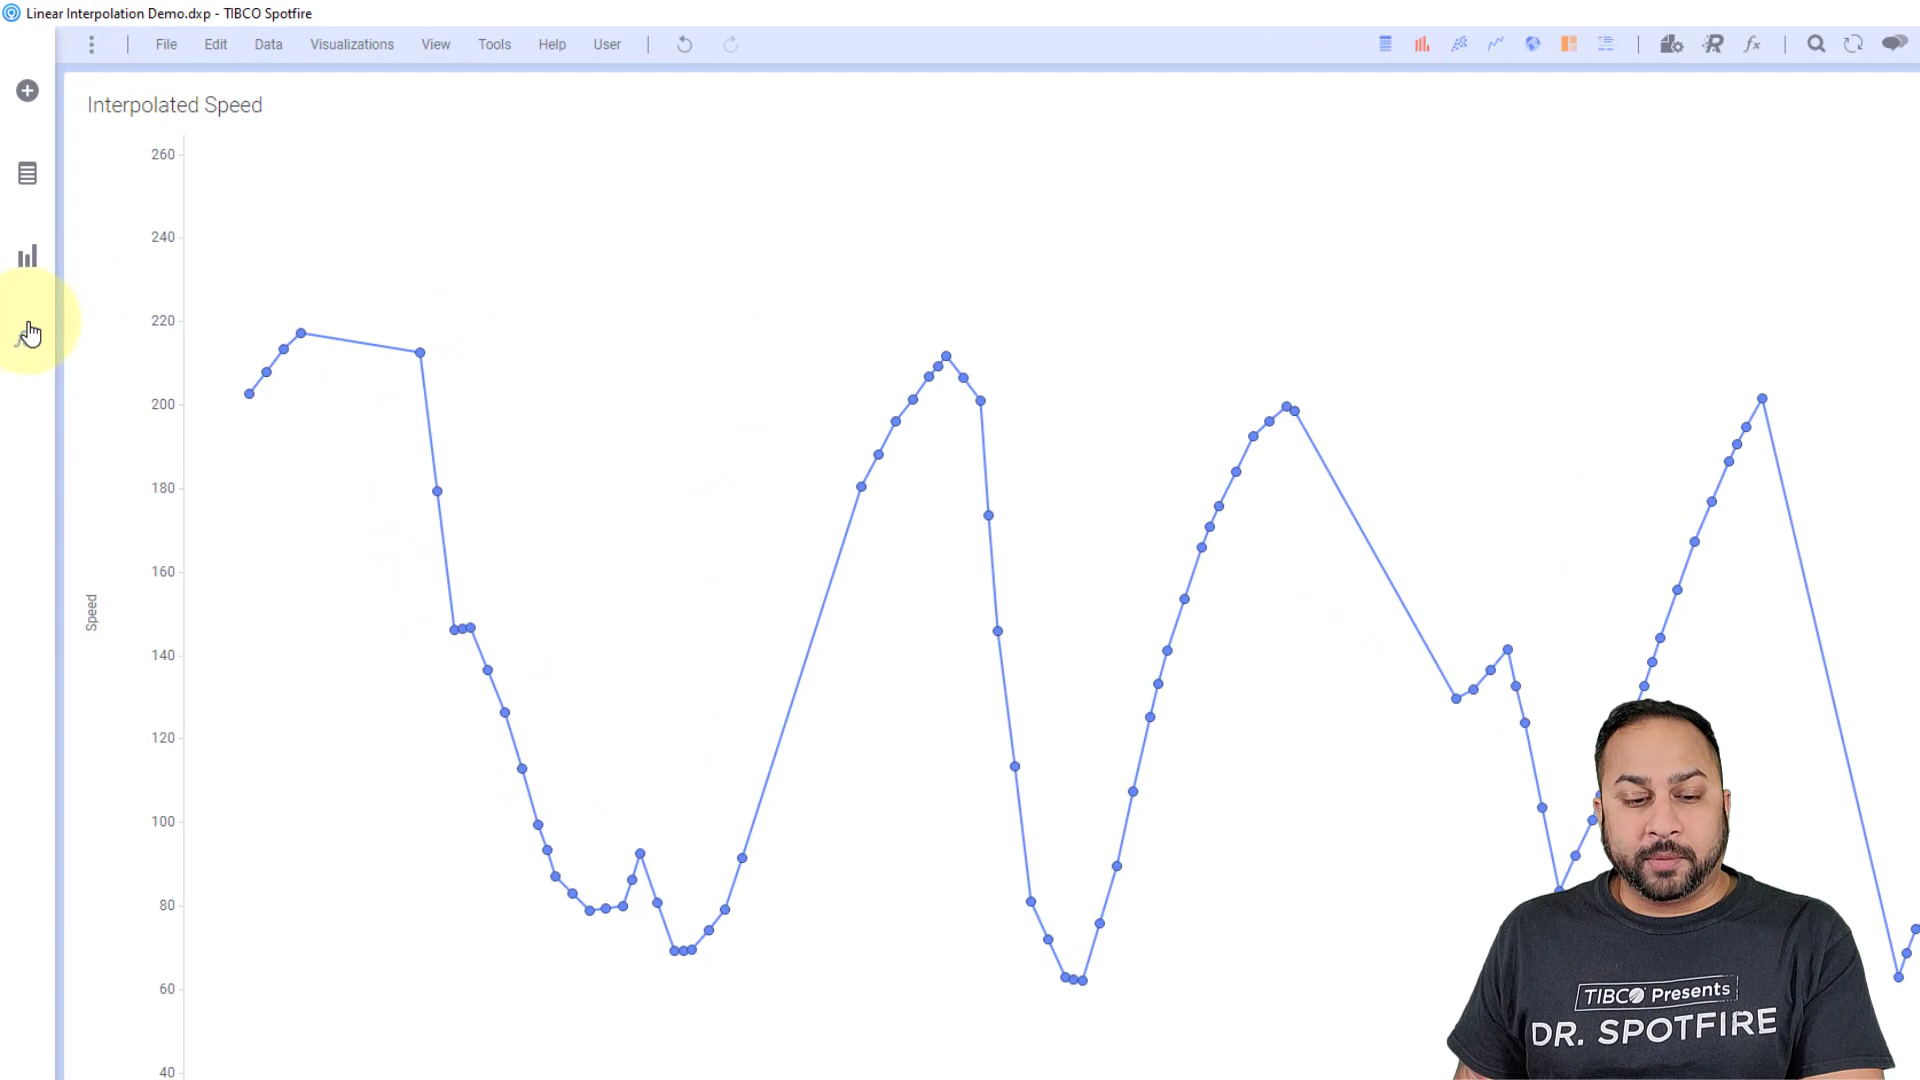 Linear Interpolation Demo.dxp - TIBCO Spotfire
File Edit Data Visualizations View Tools Help User
Interpolated Speed
260
240
220
200
180
160
140
120
100
80
60
40
Speed
TIBCO Presents
DR. SPOTFIRE